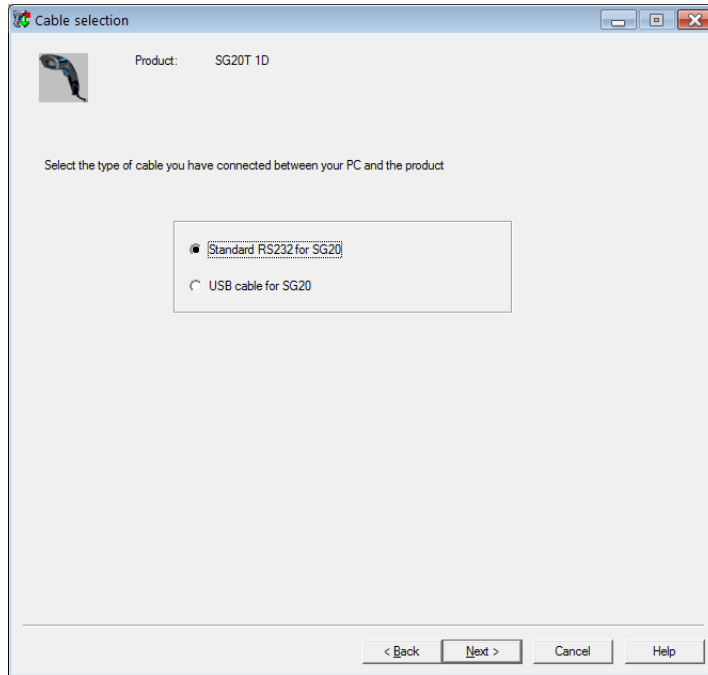 Cable selection
Product: SG20T 1D
Select the type of cable you have connected between your PC and the product
Standard RS232 for SG20
USB cable for SG20
< Back Next > Cancel Help